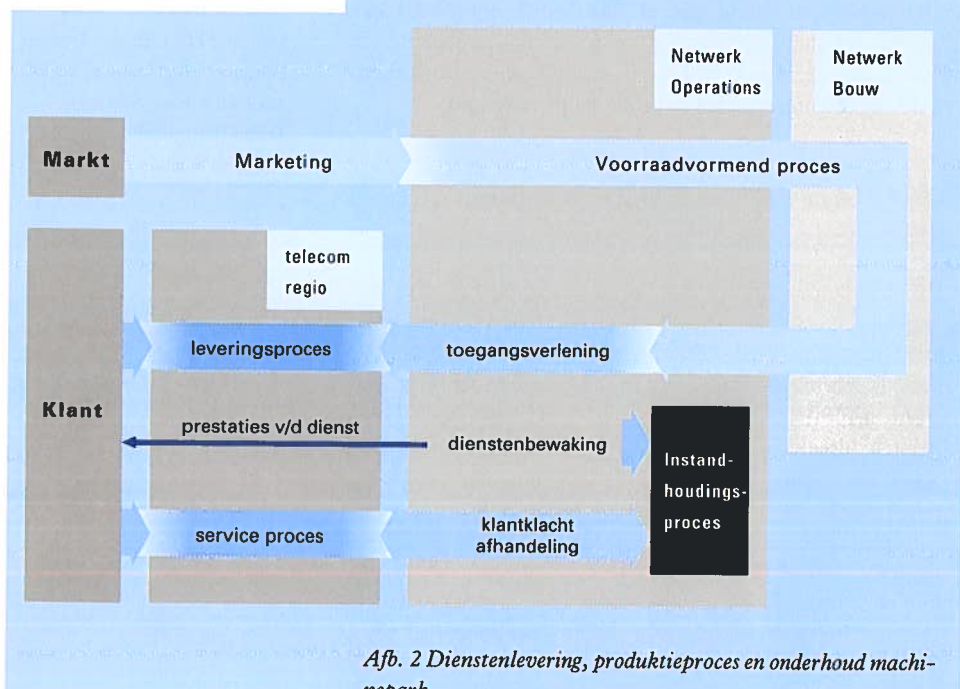 Netwerk
Operations
Netwerk
Bouw
Markt
Marketing
Voorraadvormend proces
telecom
regio
leveringsproces
toegangsverlening
Klant
prestaties v/d dienst
dienstenbewaking
Instand-
houdings-
proces
service proces
klantklacht
afhandeling
Afb. 2 Dienstenlevering, produktieproces en onderhoud machi-
nepark